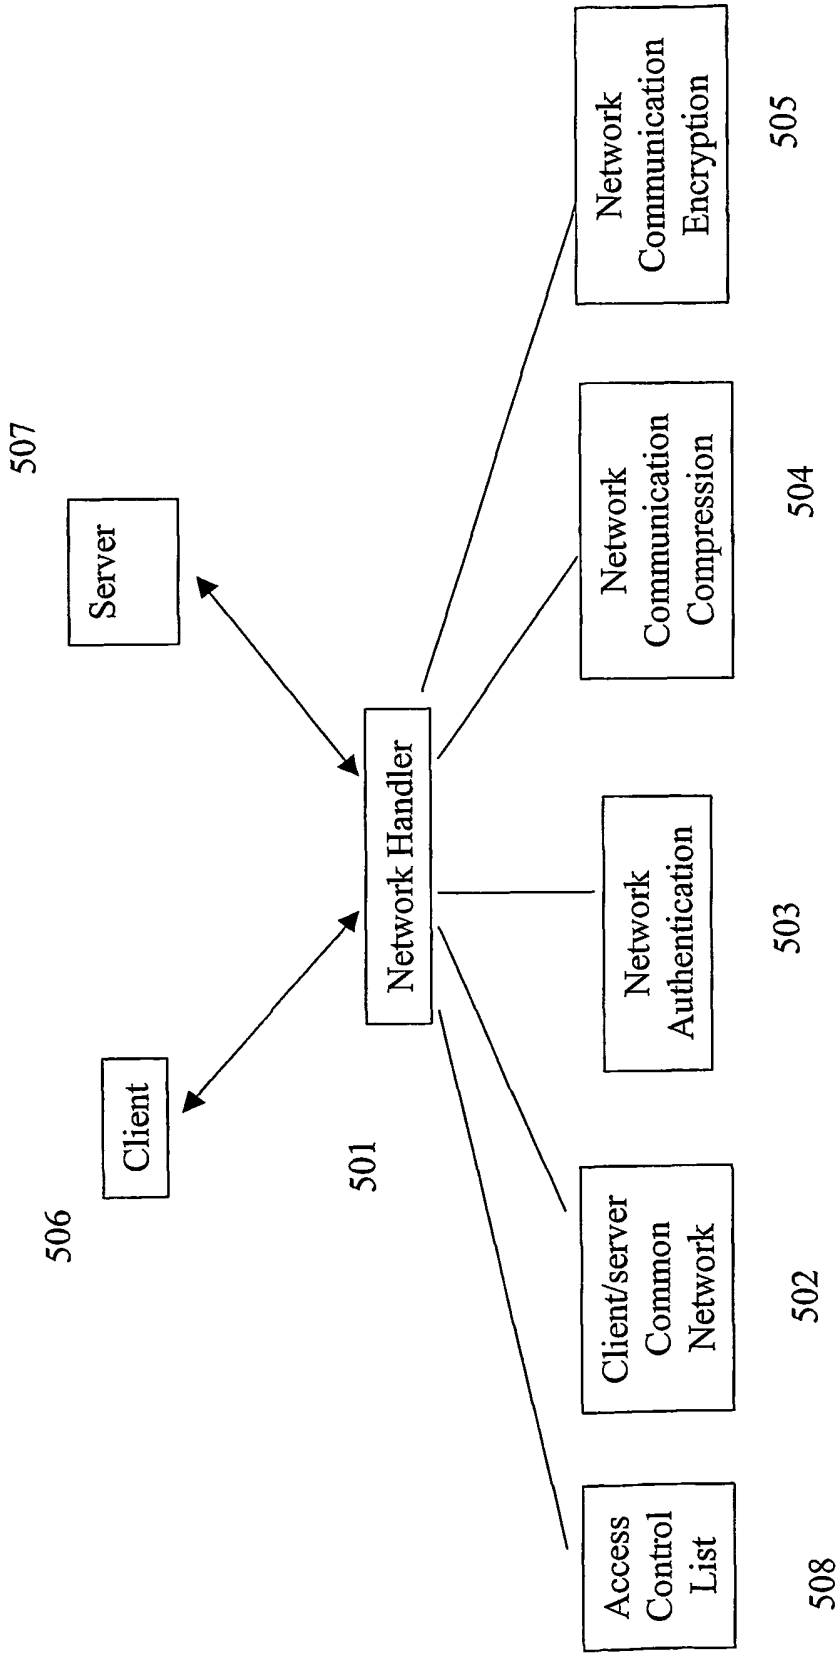 507
506
Server
Client
Network Handler
501
Access
Control
List
Client/server
Common
Network
Network
Authentication
Network
Communication
Compression
Network
Communication
Encryption
508
502
503
504
505